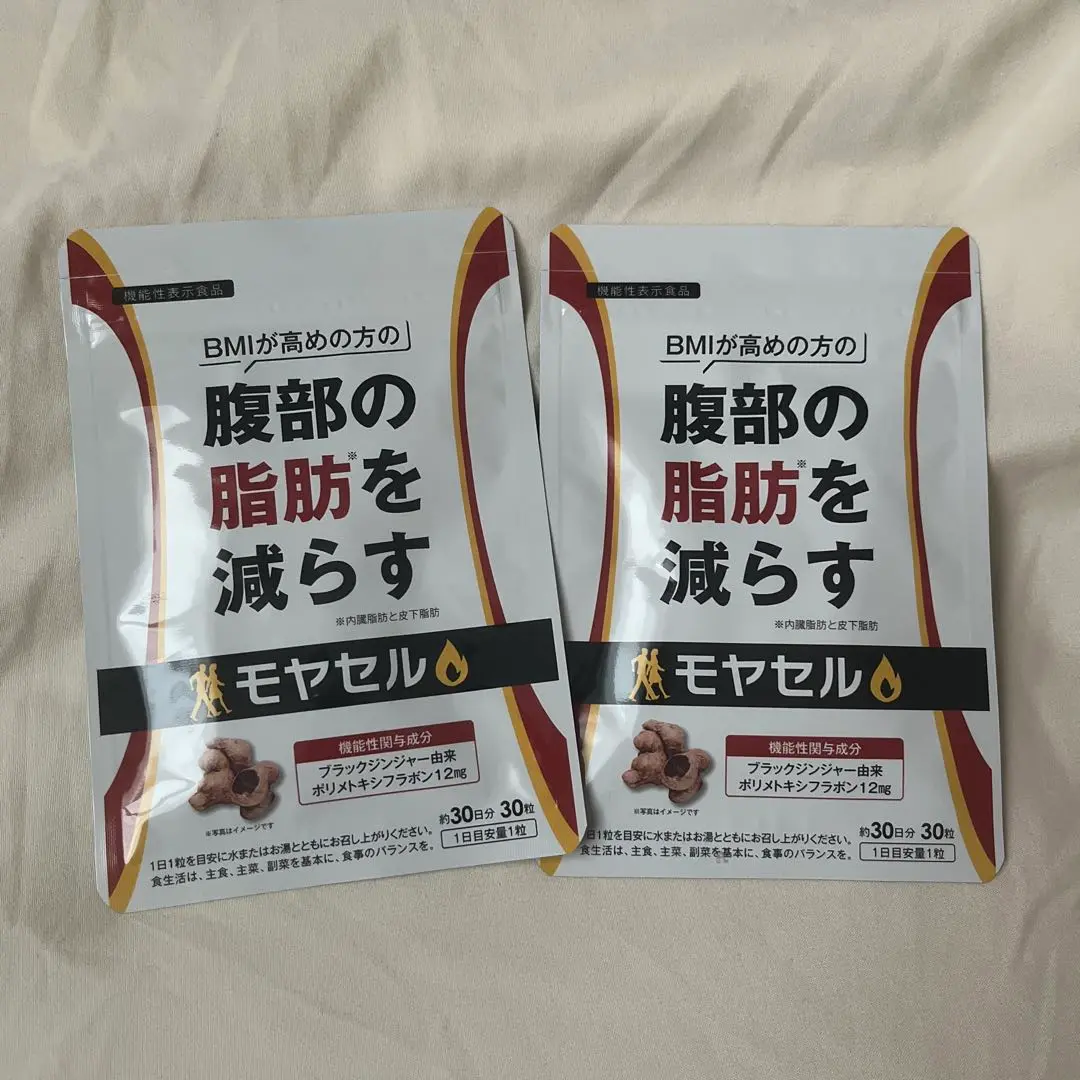 機能性表示食品
BMIが高めの方の
腹部の
脂肪※を
減らす
※内臓脂肪と皮下脂肪
モヤセル
機能性関与成分
ブラックジンジャー由来
ポリメトキシフラボン12mg
※写真はイメージです
約30日分 30粒
1日1粒を目安に水またはお湯とともにお召し上がりください。
1日目安量1粒
食生活は、主食、主菜、副菜を基本に、食事のバランスを。
機能性表示食品
BMIが高めの方の
腹部の
脂肪※を
減らす
※内臓脂肪と皮下脂肪
モヤセル
機能性関与成分
ブラックジンジャー由来
ポリメトキシフラボン12mg
※写真はイメージです
約30日分 30粒
日1粒を目安に水またはお湯とともにお召し上がりください。
1日目安量1粒
食生活は、主食、主菜、副菜を基本に、食事のバランスを。